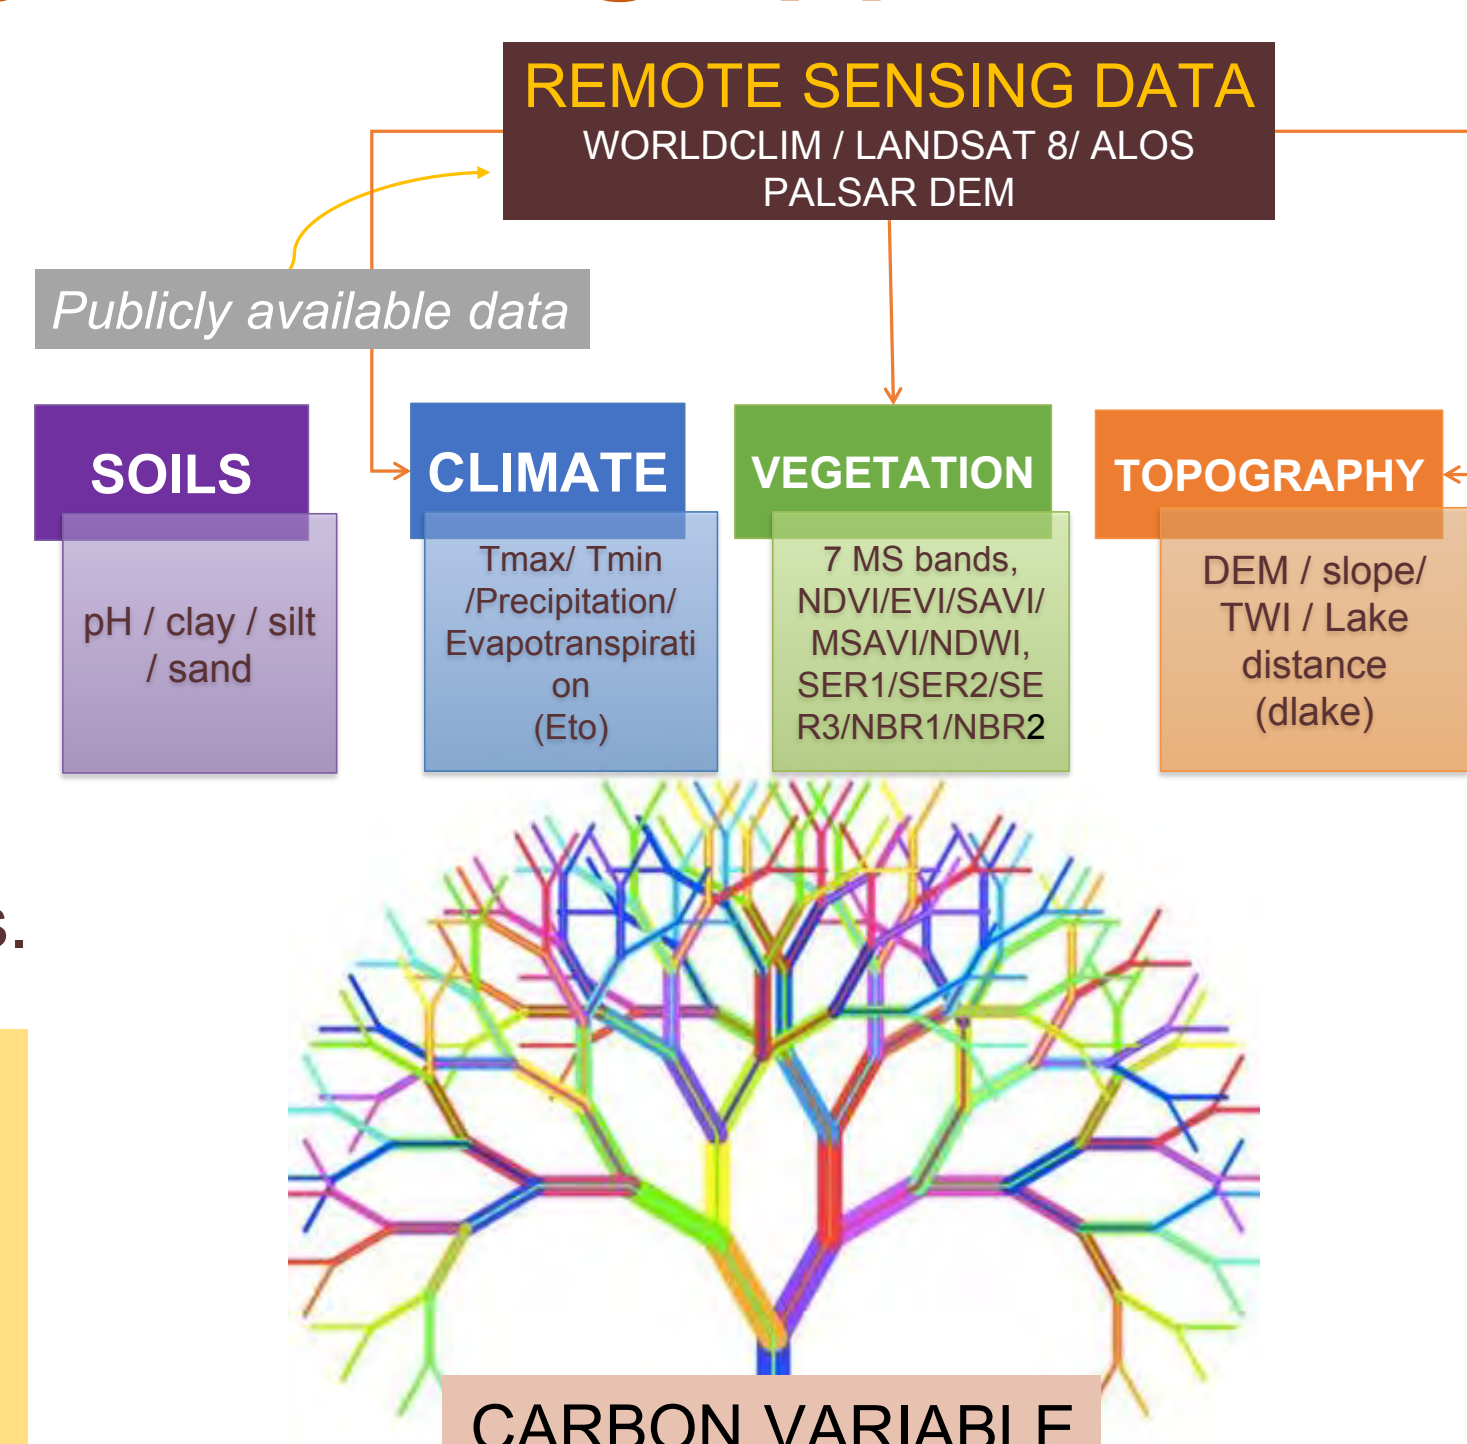 REMOTE SENSING DATA
WORLDCLIM / LANDSAT 8/ ALOS
PALSAR DEM
Publicly available data
SOILS
pH / clay / silt
/ sand
CLIMATE
Tmax/ Tmin
/Precipitation/
Evapotranspirati
on
(Eto)
VEGETATION
7 MS bands,
NDVI/EVI/SAVI/
MSAVI/NDWI,
SER1/SER2/SE
R3/NBR1/NBR2
TOPOGRAPHY
DEM / slope/
TWI / Lake
distance
(dlake)
s.
CARBON VARIABLE